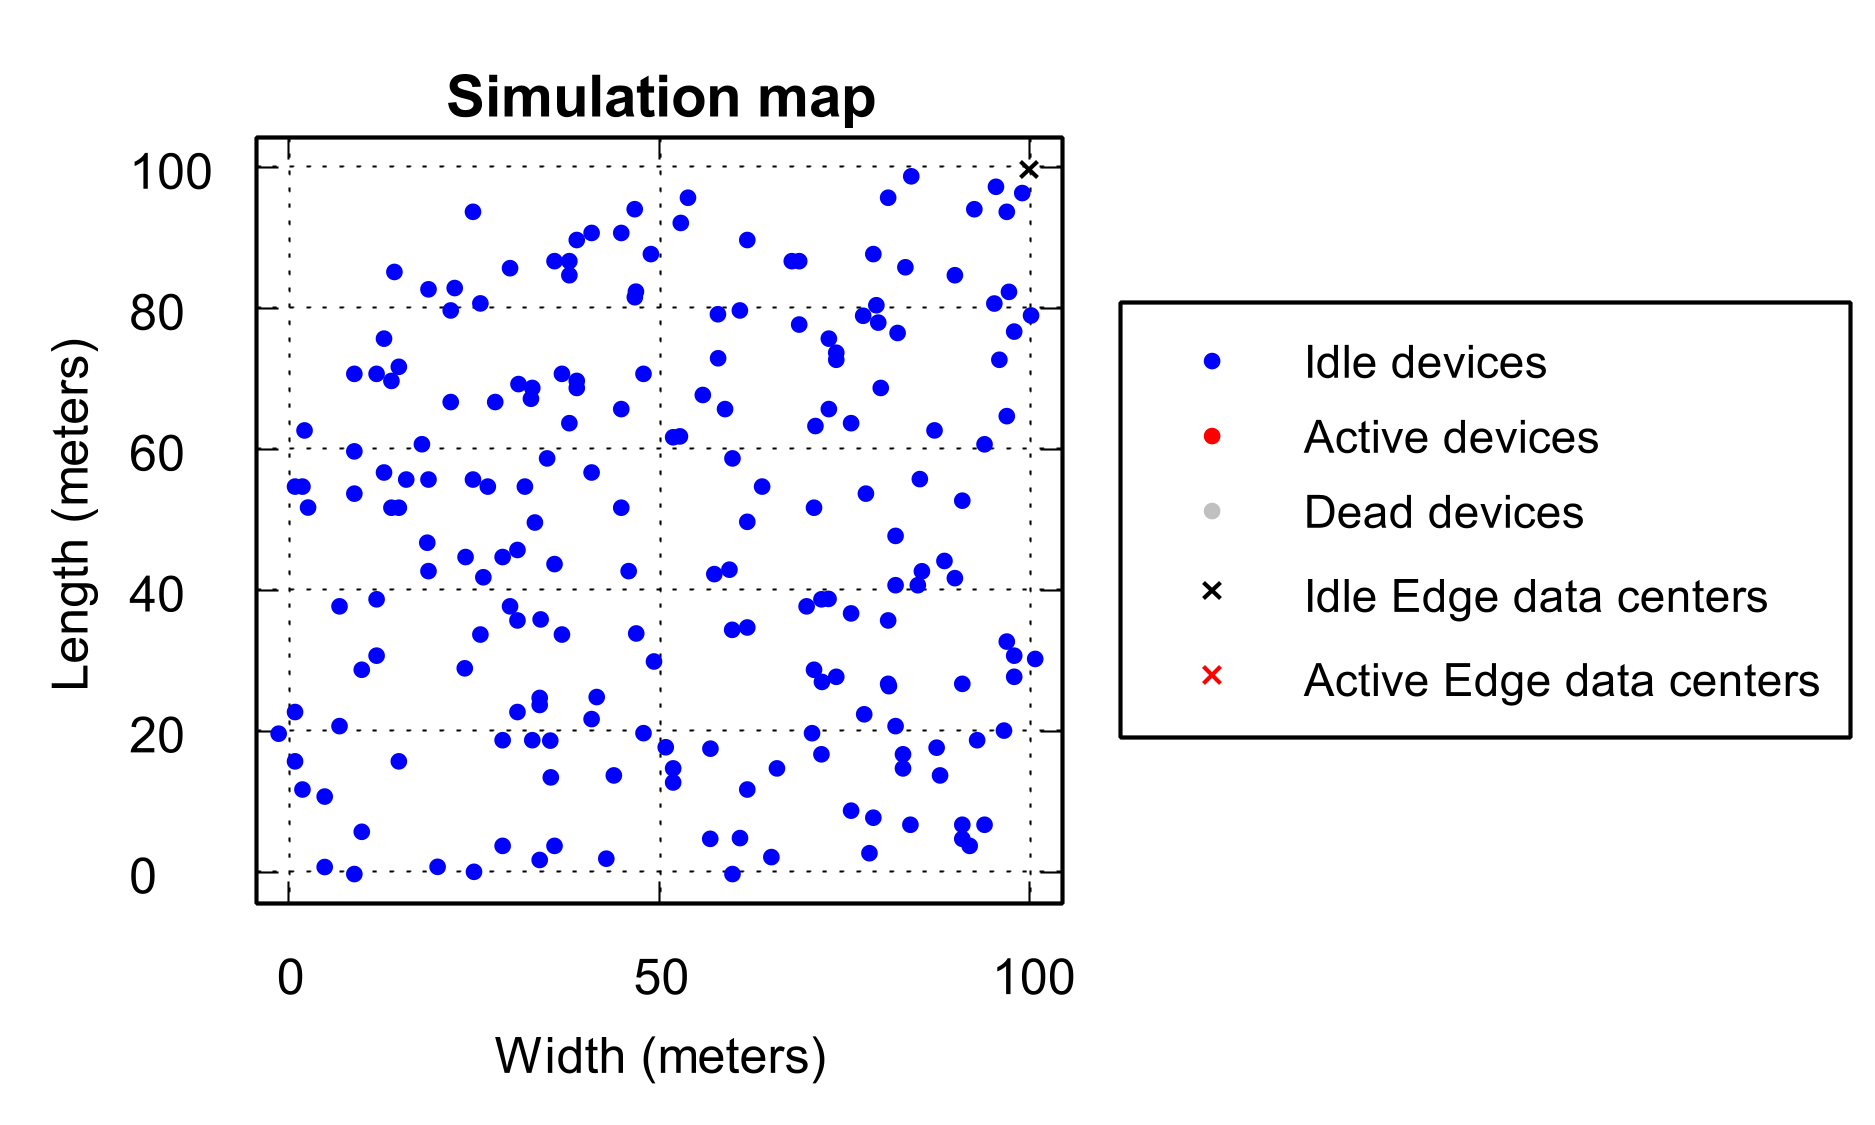 Simulation map
100
80
60
40
20
0
Length (meters)
0 50 100
Width (meters)
Idle devices
Active devices
Dead devices
Idle Edge data centers
Active Edge data centers